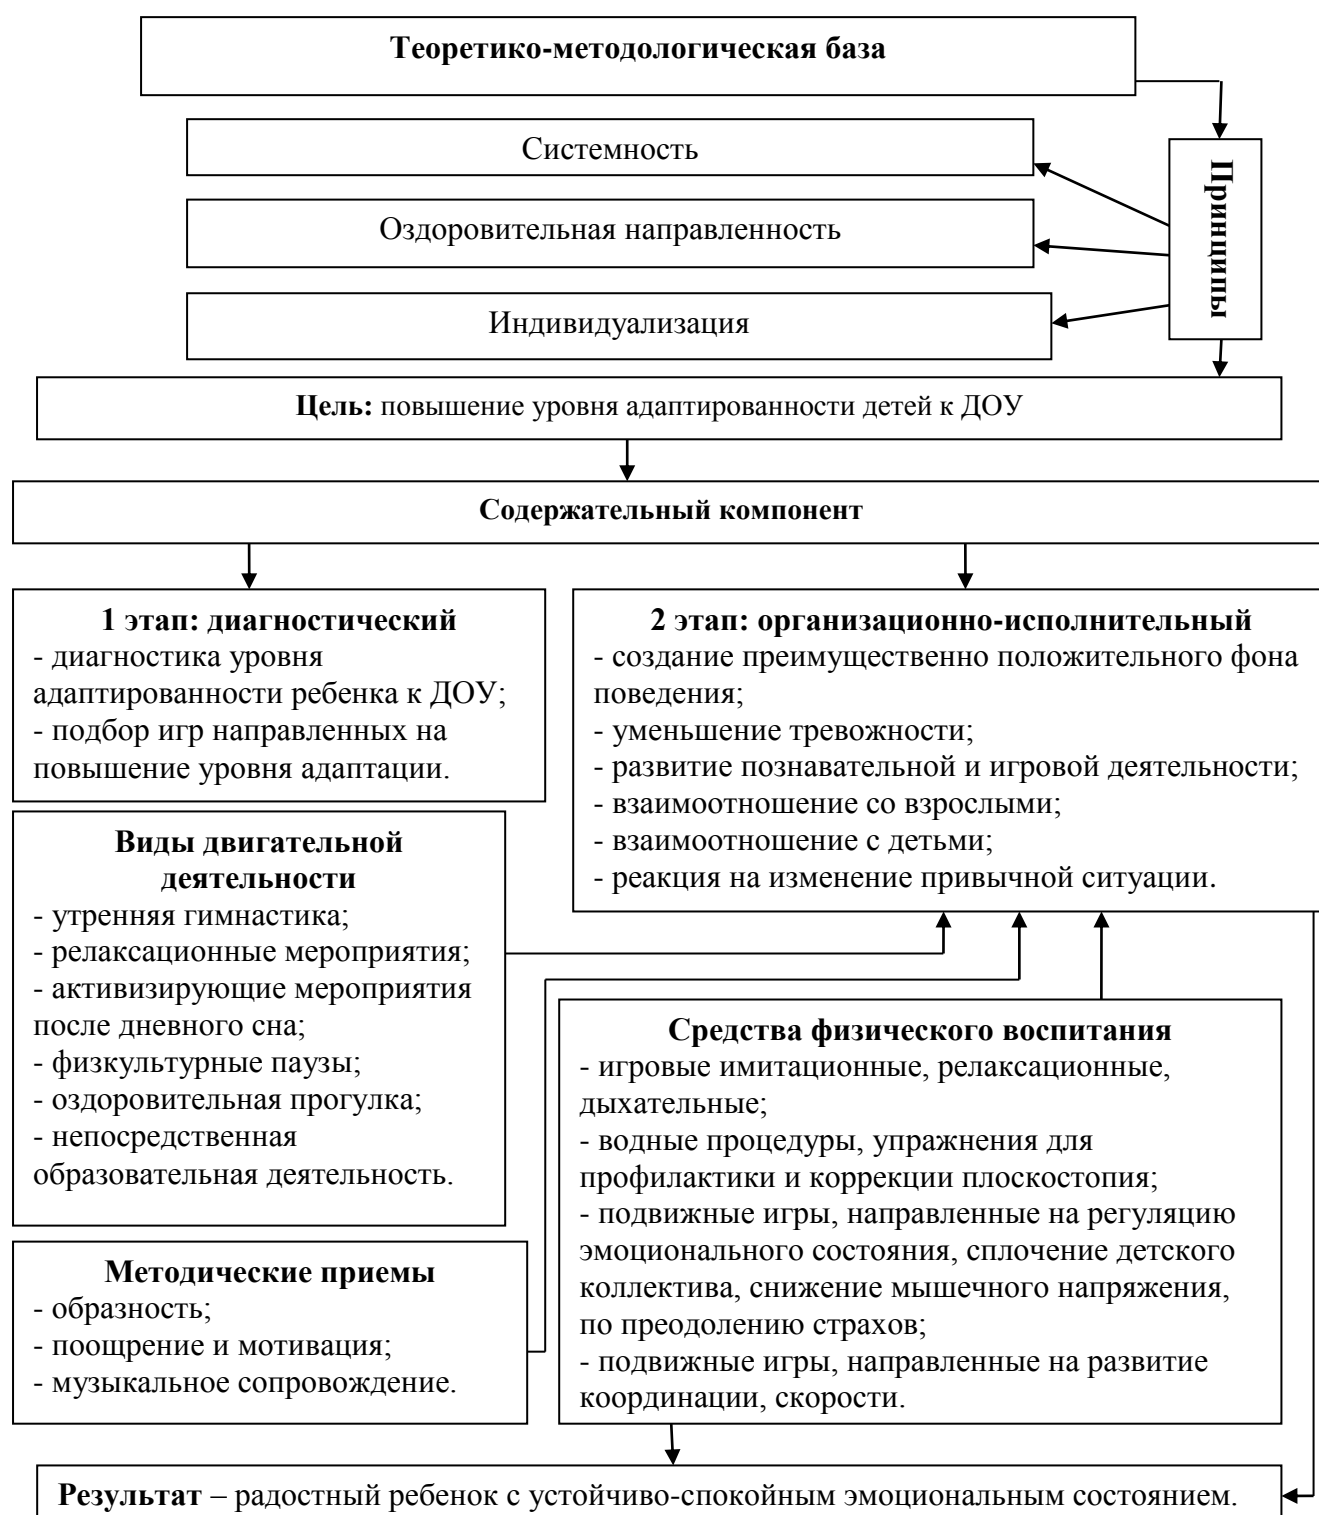 Теоретико-методологическая база
Системность
Оздоровительная направленность
Индивидуализация
Принципы
Цель: повышение уровня адаптированности детей к ДОУ
Содержательный компонент
1 этап: диагностический
- диагностика уровня
адаптированности ребенка к ДОУ;
- подбор игр направленных на
повышение уровня адаптации.
2 этап: организационно-исполнительный
- создание преимущественно положительного фона
поведения;
- уменьшение тревожности;
- развитие познавательной и игровой деятельности;
- взаимоотношение со взрослыми;
- взаимоотношение с детьми;
- реакция на изменение привычной ситуации.
Виды двигательной
деятельности
- утренняя гимнастика;
- релаксационные мероприятия;
- активизирующие мероприятия
после дневного сна;
- физкультурные паузы;
- оздоровительная прогулка;
- непосредственная
образовательная деятельность.
Средства физического воспитания
- игровые имитационные, релаксационные,
дыхательные;
- водные процедуры, упражнения для
профилактики и коррекции плоскостопия;
- подвижные игры, направленные на регуляцию
эмоционального состояния, сплочение детского
коллектива, снижение мышечного напряжения,
по преодолению страхов;
- подвижные игры, направленные на развитие
координации, скорости.
Методические приемы
- образность;
- поощрение и мотивация;
- музыкальное сопровождение.
Результат – радостный ребенок с устойчиво-спокойным эмоциональным состоянием.